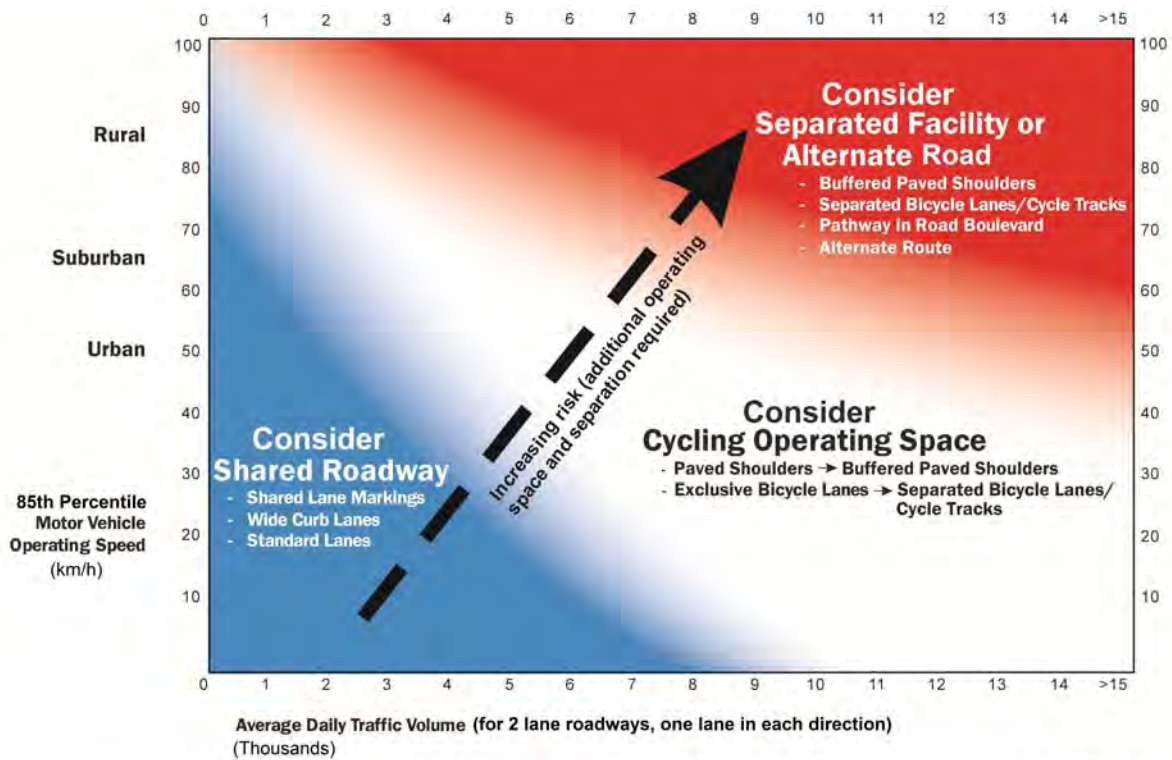 0 1 2 3 4 5 6 7 8 9 10 11 12 13 14 >15
100
90
80
70
60
50
40
30
20
10
Rural
Suburban
Urban
85th Percentile
Motor Vehicle
Operating Speed
(km/h)
Consider
Separated Facility or
Alternate Road
- Buffered Paved Shoulders
- Separated Bicycle Lanes/Cycle Tracks
- Pathway in Road Boulevard
- Alternate Route
Increasing risk (additional operating
space and separation required)
Consider
Shared Roadway
- Shared Lane Markings
- Wide Curb Lanes
- Standard Lanes
Consider
Cycling Operating Space
- Paved Shoulders → Buffered Paved Shoulders
- Exclusive Bicycle Lanes → Separated Bicycle Lanes/
Cycle Tracks
100
90
80
70
60
50
40
30
20
10
0 1 2 3 4 5 6 7 8 9 10 11 12 13 14 >15
Average Daily Traffic Volume (for 2 lane roadways, one lane in each direction)
(Thousands)